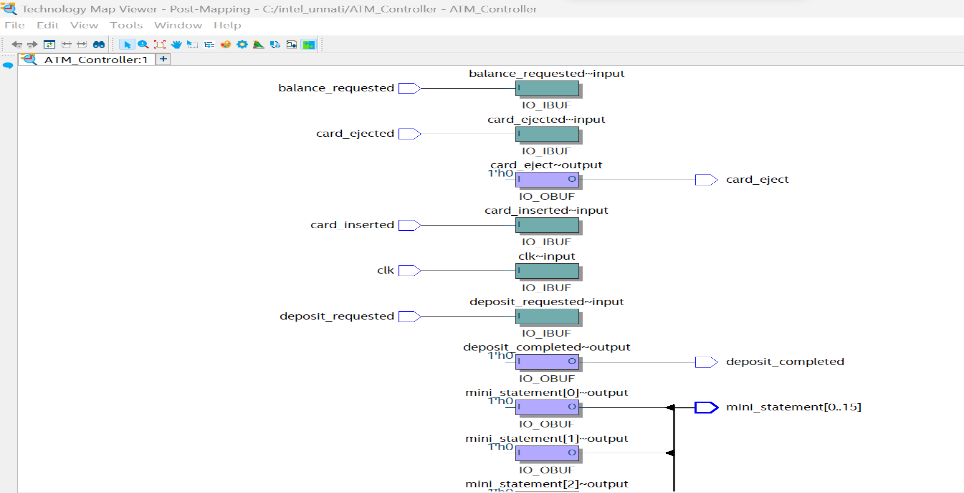 Technology Map Viewer - Post-Mapping - C:/intel_unnati/ATM_Controller - ATM_Controller
File Edit View Tools Window Help
ATM_Controller:1 +
balance_requested~input
balance_requested I
IO_IBUF
card_ejected~input
card_ejected I
IO_IBUF
card_eject~output
1'h0 I O card_eject
IO_OBUF
card_inserted~input
card_inserted I
IO_IBUF
clk~input
clk I
IO_IBUF
deposit_requested~input
deposit_requested I
IO_IBUF
deposit_completed~output
1'h0 I O deposit_completed
IO_OBUF
mini_statement[0]~output
1'h0 I O mini_statement[0..15]
IO_OBUF
mini_statement[1]~output
1'h0 I O
IO_OBUF
mini_statement[2]~output
1'h0